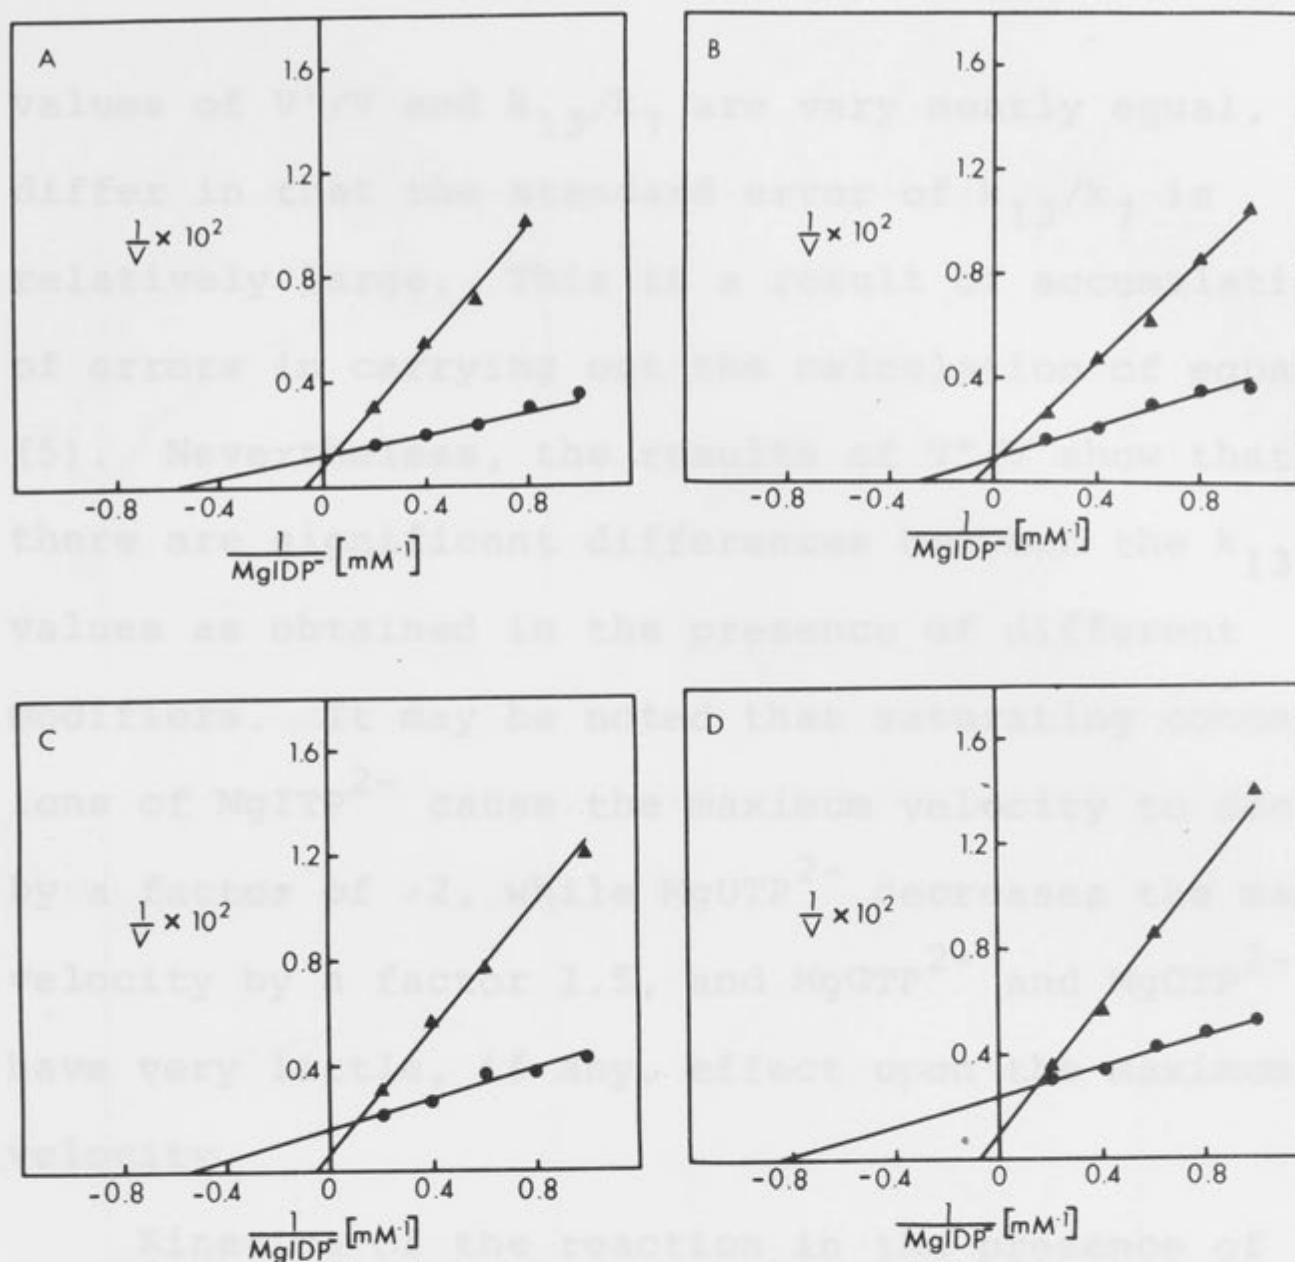 A
1.6
1.2
1/V × 10²
0.8
0.4
-0.8 -0.4 0 0.4 0.8
1/MgIDP⁻ [mM⁻¹]
B
1.6
1.2
1/V × 10²
0.8
0.4
-0.8 -0.4 0 0.4 0.8
1/MgIDP⁻ [mM⁻¹]
C
1.6
1.2
1/V × 10²
0.8
0.4
-0.8 -0.4 0 0.4 0.8
1/MgIDP⁻ [mM⁻¹]
D
1.6
1.2
1/V × 10²
0.8
0.4
-0.8 -0.4 0 0.4 0.8
1/MgIDP⁻ [mM⁻¹]
values of and are very nearly equal,
differ in that the standard error of k₁₃/k₇ is
relatively large. This is a result of
of errors in carrying out the calculation of
(5). Nevertheless, the results of show that
there are significant differences the k₁₃
values as obtained in the presence of different
modifiers. It may be noted that saturating
ions of MgITP²⁻ cause the maximum velocity to
by a factor of 2, while MgUTP²⁻ decreases the
velocity by a factor 1.5, and and
have very little, if any, effect upon the maximum
velocity.
the reaction in the presence of